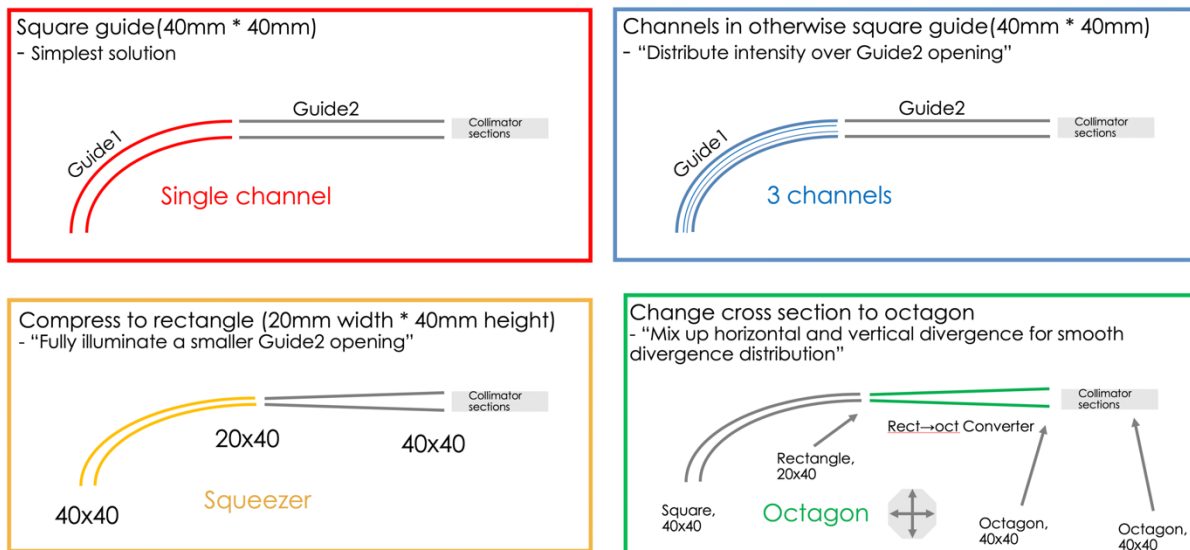 Square guide(40mm * 40mm)
- Simplest solution
Guide2
Guide1
Collimator
sections
Single channel
Channels in otherwise square guide(40mm * 40mm)
- “Distribute intensity over Guide2 opening”
Guide2
Guide1
Collimator
sections
3 channels
Compress to rectangle (20mm width * 40mm height)
- “Fully illuminate a smaller Guide2 opening”
Collimator
sections
20x40
40x40
Squeezer
40x40
Change cross section to octagon
- “Mix up horizontal and vertical divergence for smooth
divergence distribution”
Collimator
sections
Rect→oct Converter
Rectangle,
20x40
Square,
40x40
Octagon
Octagon,
40x40
Octagon,
40x40